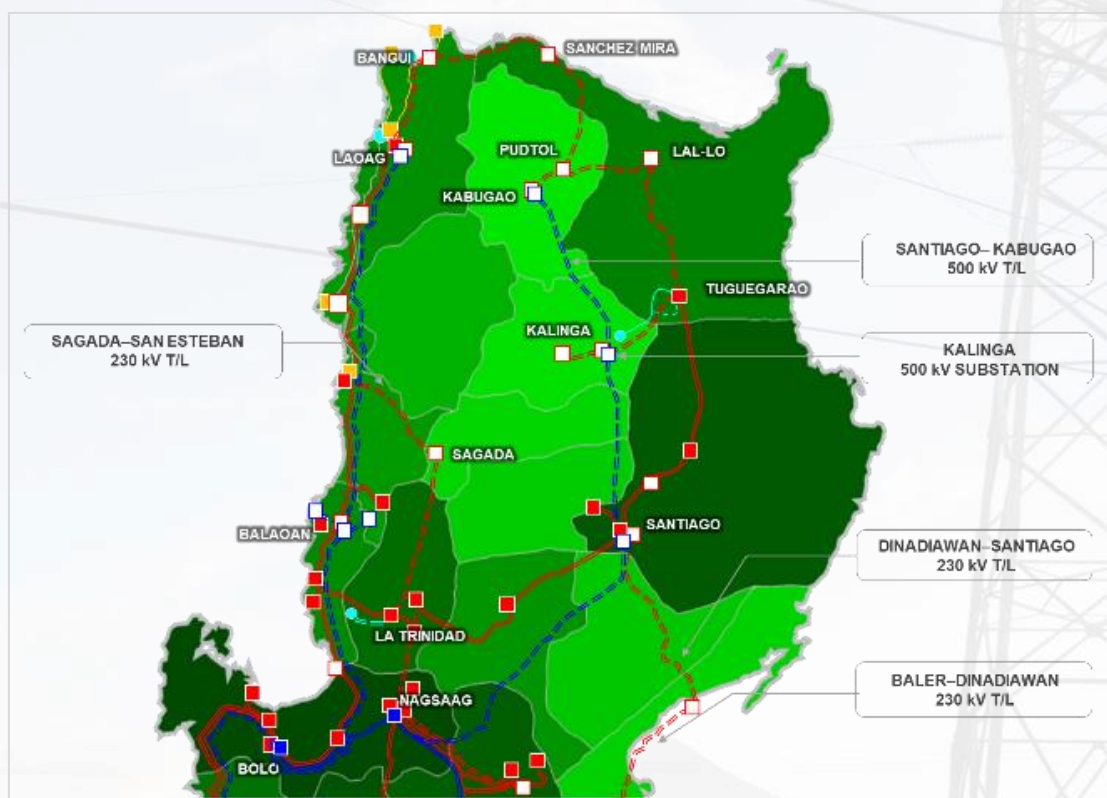 SANCHEZ MIRA
BANGUI
LAOAG
PUDTOL
LAL-LO
KABUGAO
SANTIAGO– KABUGAO
500 kV T/L
TUGUEGARAO
KALINGA
SAGADA–SAN ESTEBAN
230 kV T/L
KALINGA
500 kV SUBSTATION
SAGADA
BALAOAN
SANTIAGO
DINADIAWAN–SANTIAGO
230 kV T/L
LA TRINIDAD
BALER–DINADIAWAN
230 kV T/L
NAGSAAG
BOLO